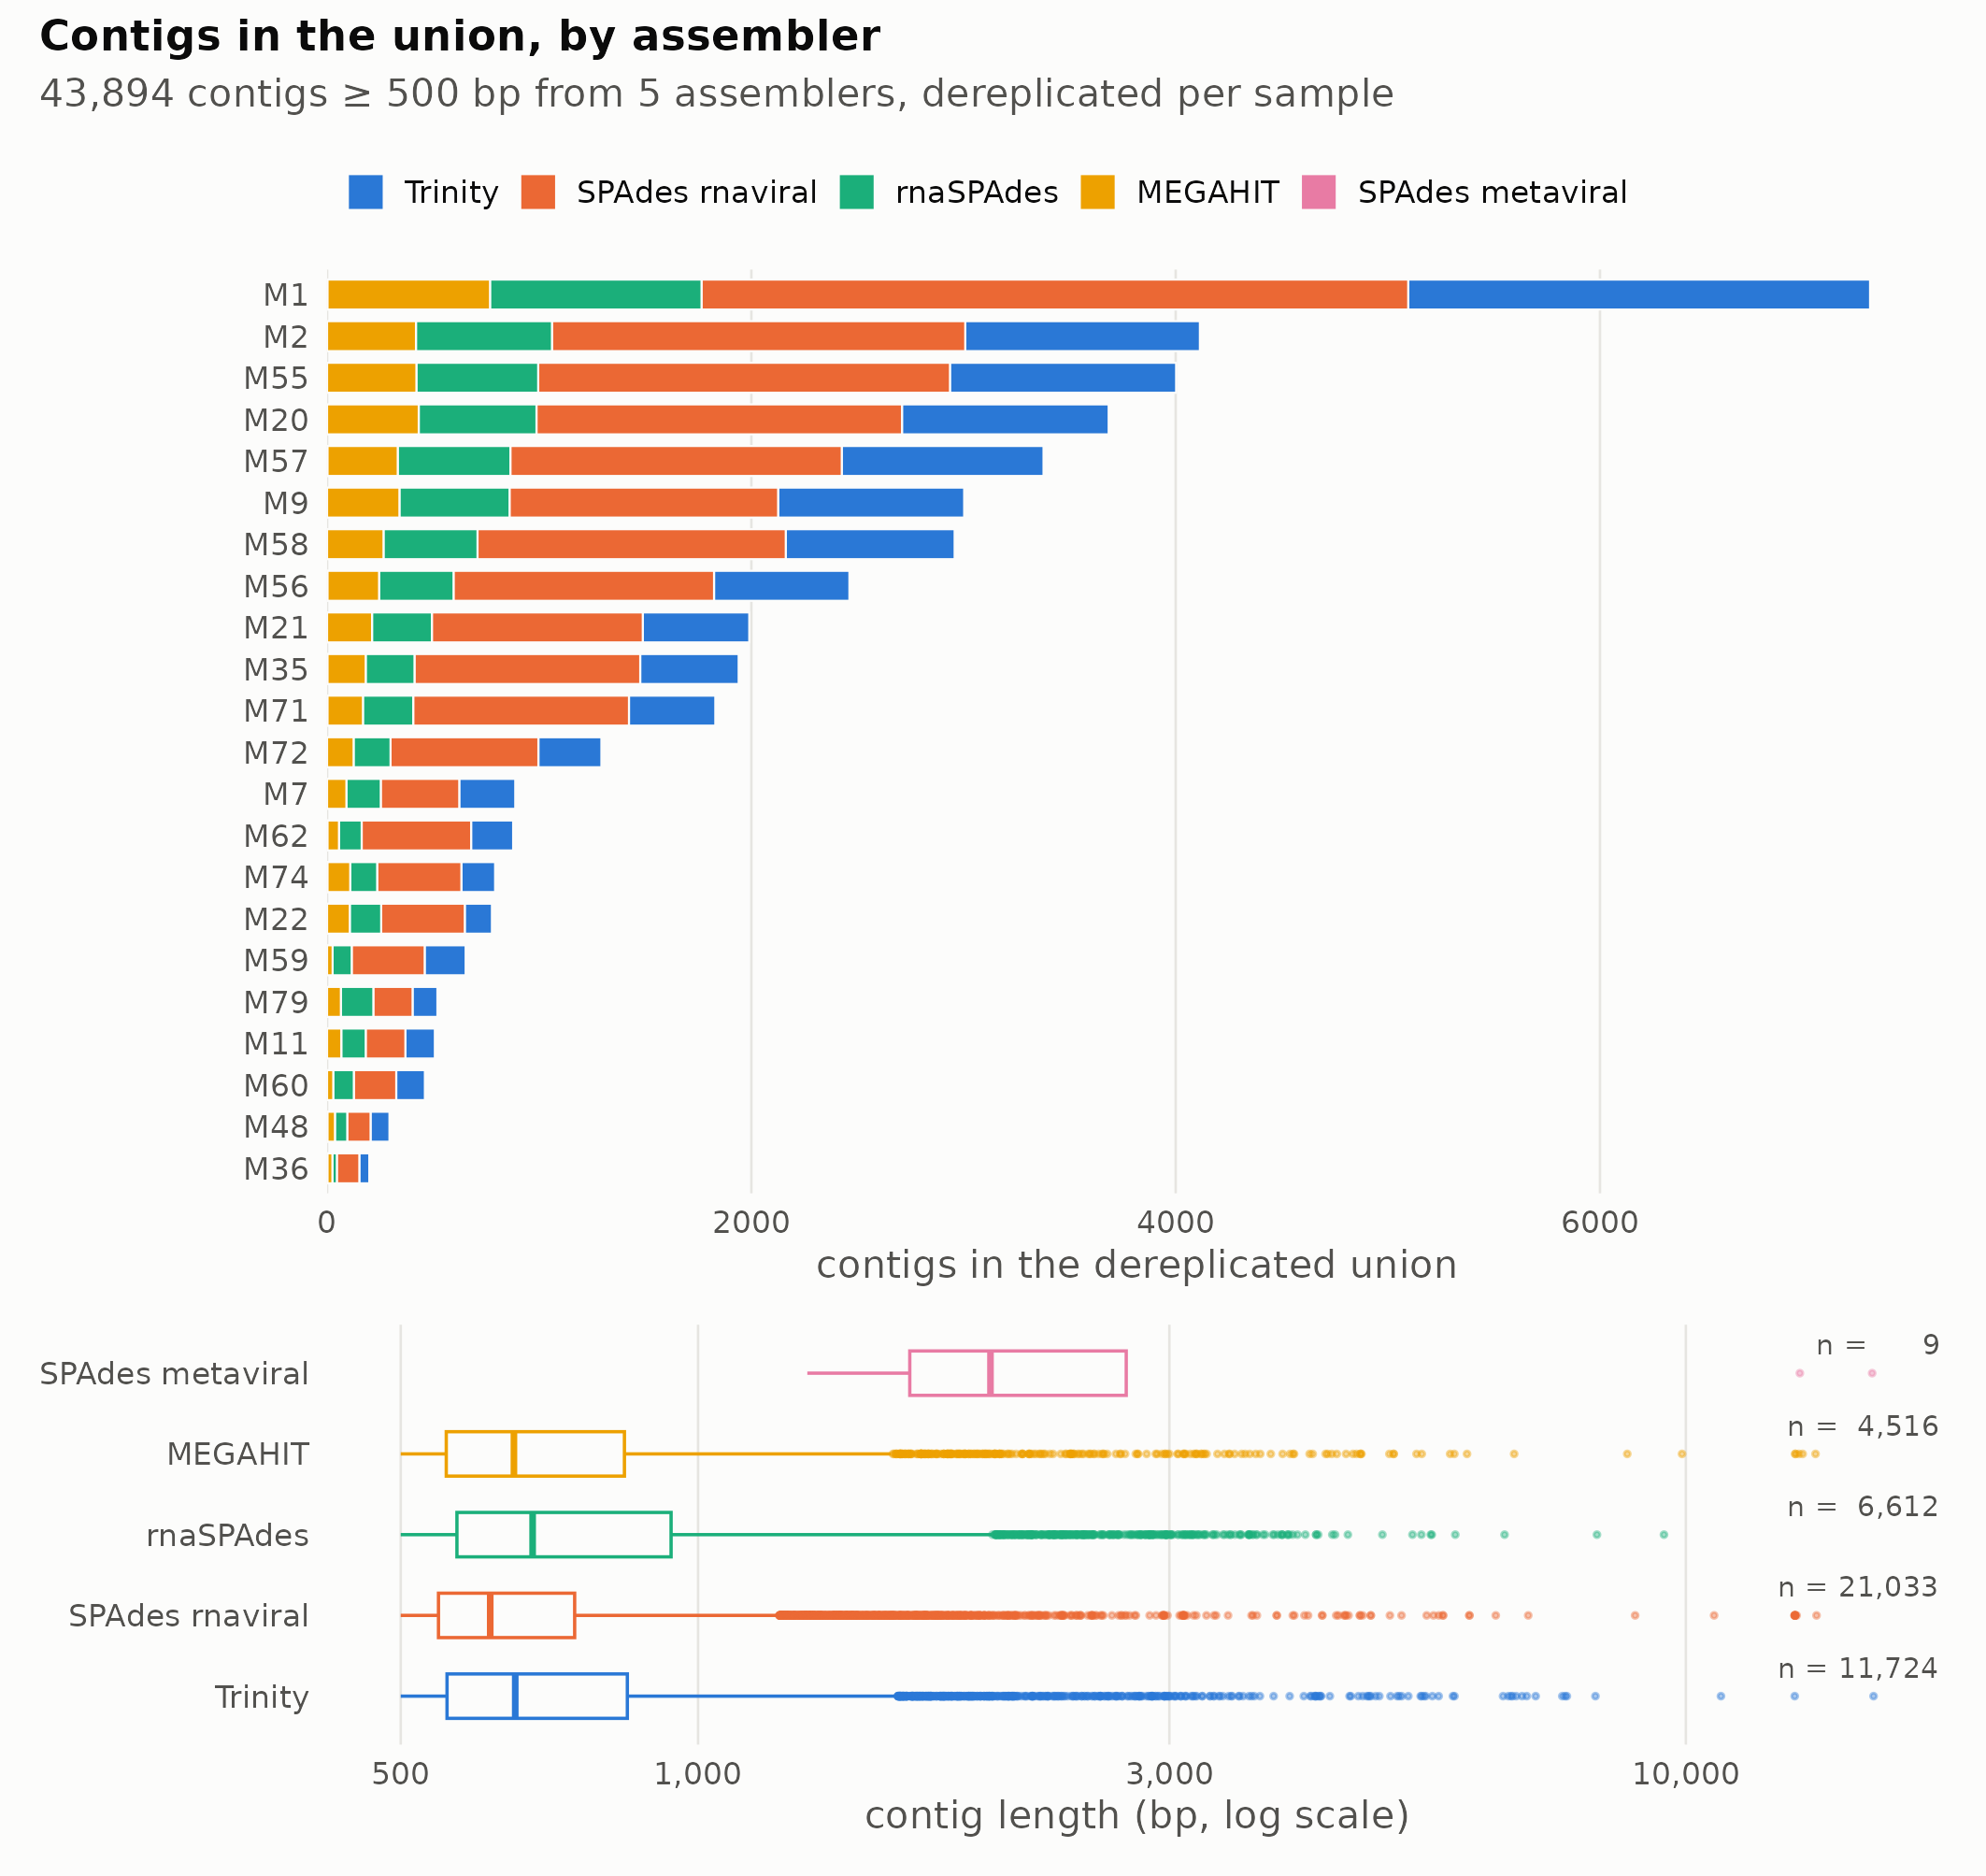 Contigs in the union, by assembler
43,894 contigs ≥ 500 bp from 5 assemblers, dereplicated per sample
Trinity SPAdes rnaviral rnaSPAdes MEGAHIT SPAdes metaviral
M1
M2
M55
M20
M57
M9
M58
M56
M21
M35
M71
M72
M7
M62
M74
M22
M59
M79
M11
M60
M48
M36
0 2000 4000 6000
contigs in the dereplicated union
SPAdes metaviral n = 9
MEGAHIT n = 4,516
rnaSPAdes n = 6,612
SPAdes rnaviral n = 21,033
Trinity n = 11,724
500 1,000 3,000 10,000
contig length (bp, log scale)